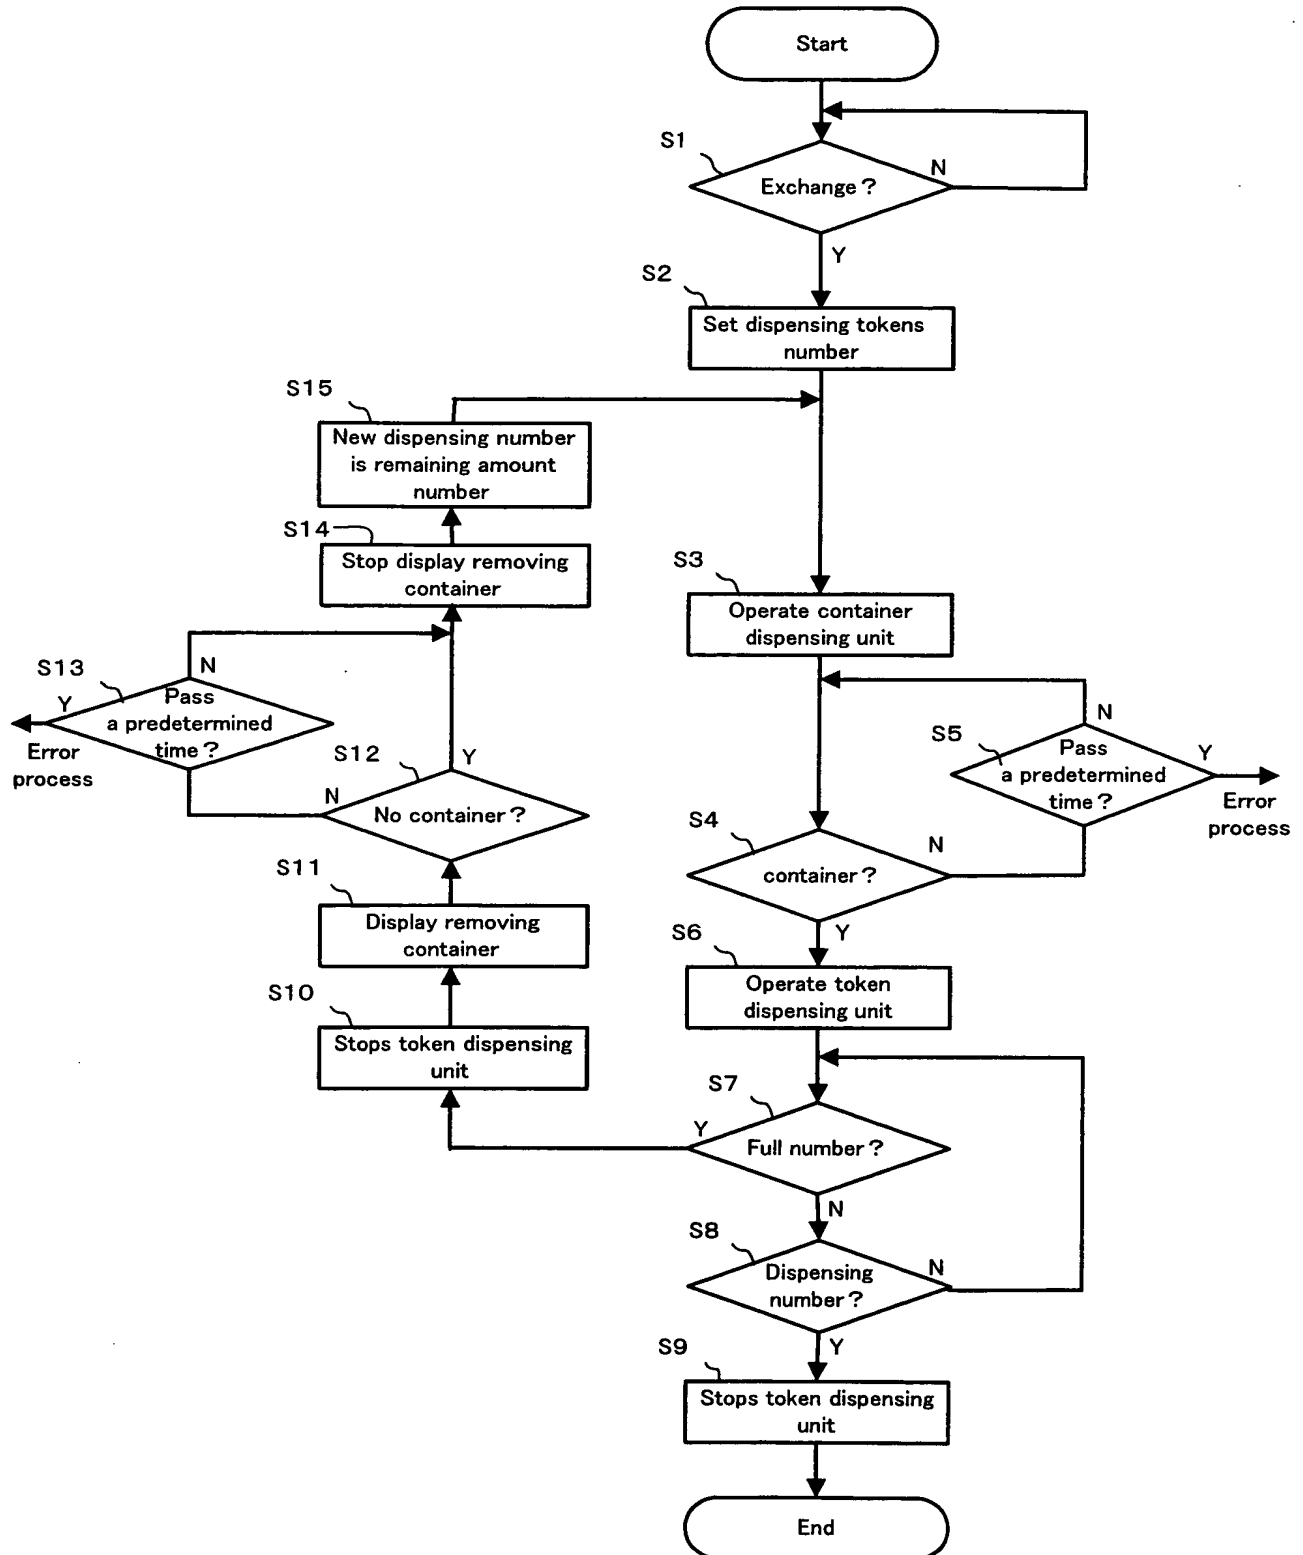 Start
S1
Exchange?
N
Y
S2
Set dispensing tokens
number
S15
New dispensing number
is remaining amount
number
S14
Stop display removing
container
S3
Operate container
dispensing unit
S13
N
Y
Pass
a predetermined
time?
Error
process
S12
Y
N
No container?
S5
N
Y
Pass
a predetermined
time?
Error
process
S4
N
container?
Y
S11
Display removing
container
S6
Operate token
dispensing unit
S10
Stops token dispensing
unit
S7
Y
Full number?
N
S8
N
Dispensing
number?
Y
S9
Stops token dispensing
unit
End